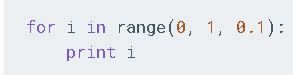 for i in range(0, 1, 0.1):
    print i